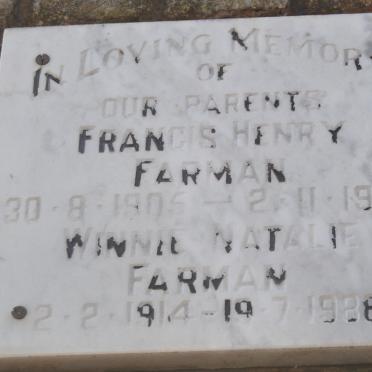 IN LOVING MEMORY
OF
OUR PARENTS
FRANCIS HENRY
FARMAN
30·8·1905 – 2·11·19
WINNIE NATALIE
FARMAN
2·2·1914 - 19·7·1988